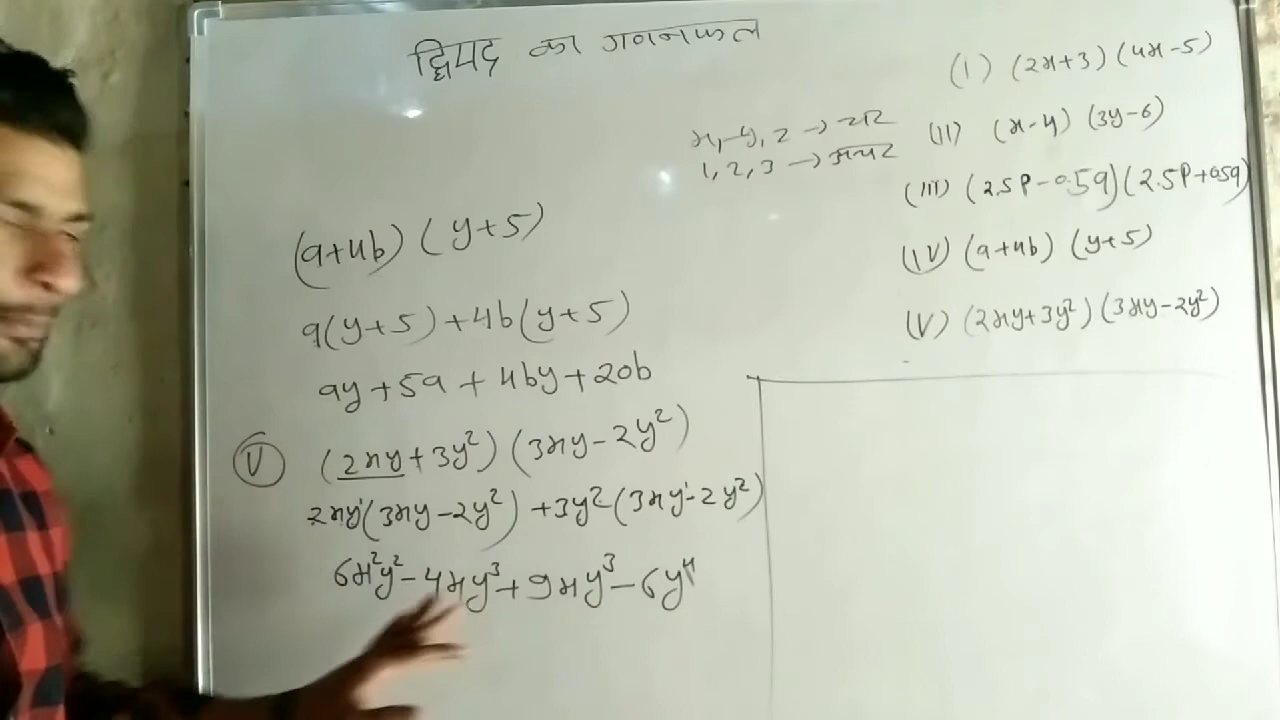 द्विपद का गुणनफल
x, y, z → चर
1, 2, 3 → अचर
(I) (2x+3) (4x-5)
(II) (x-y) (3y-6)
(III) (2.5P-0.5q) (2.5P+0.5q)
(IV) (a+4b) (y+5)
(V) (2xy+3y²) (3xy-2y²)
(a+4b) (y+5)
a(y+5)+4b(y+5)
ay+5a+4by+20b
(V) (2xy+3y²) (3xy-2y²)
2xy(3xy-2y²) +3y²(3xy-2y²)
6x²y²-4xy³+9xy³-6y⁴